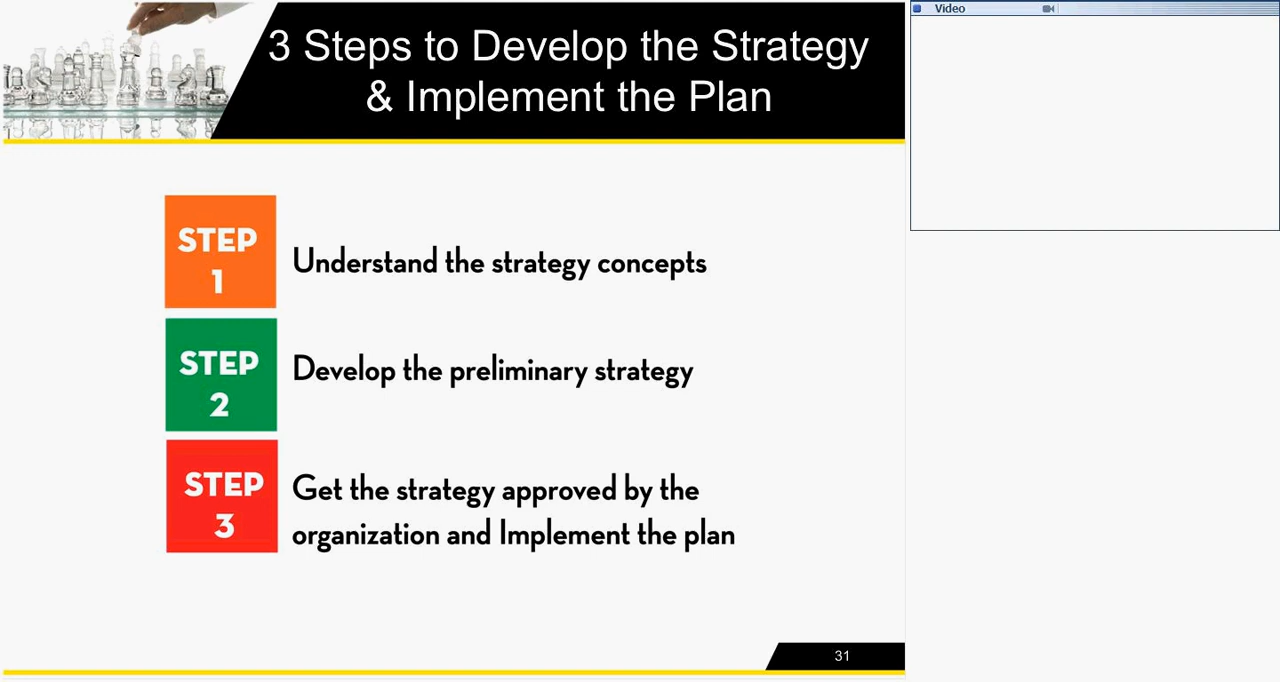 3 Steps to Develop the Strategy
& Implement the Plan
STEP
1
Understand the strategy concepts
STEP
2
Develop the preliminary strategy
STEP
3
Get the strategy approved by the
organization and Implement the plan
31
Video